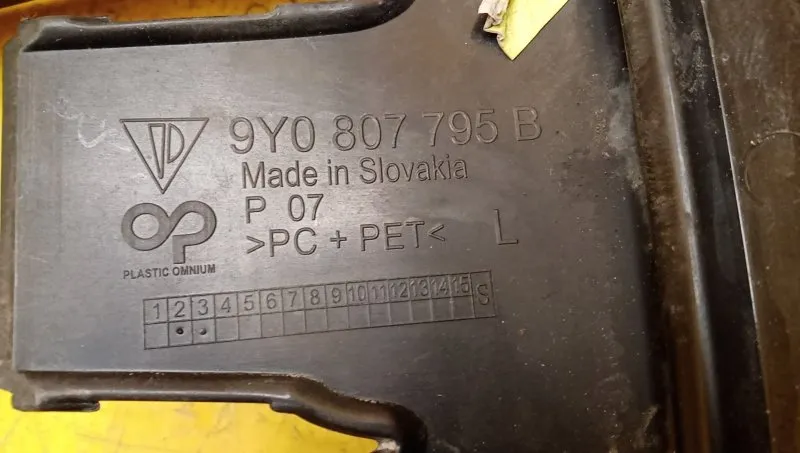 9Y0 807 795 B
Made in Slovakia
P 07
>PC + PET< L
PLASTIC OMNIUM
1 2 3 4 5 6 7 8 9 10 11 12 13 14 15 S